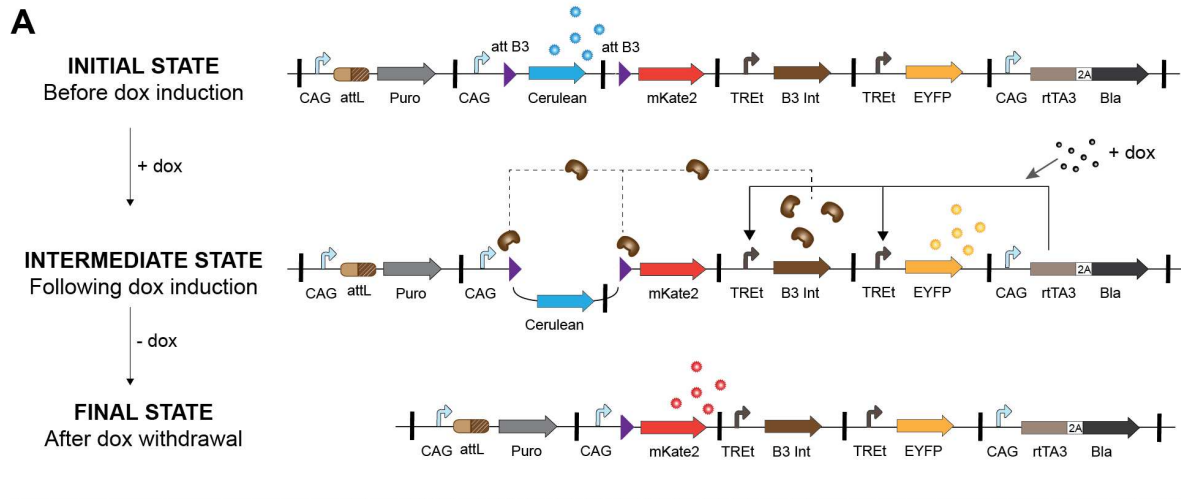 A
INITIAL STATE
Before dox induction
att B3
att B3
CAG attL Puro CAG Cerulean mKate2 TREt B3 Int TREt EYFP CAG rtTA3 2A Bla
+ dox
+ dox
INTERMEDIATE STATE
Following dox induction
CAG attL Puro CAG mKate2 TREt B3 Int TREt EYFP CAG rtTA3 2A Bla
Cerulean
- dox
FINAL STATE
After dox withdrawal
CAG attL Puro CAG mKate2 TREt B3 Int TREt EYFP CAG rtTA3 2A Bla